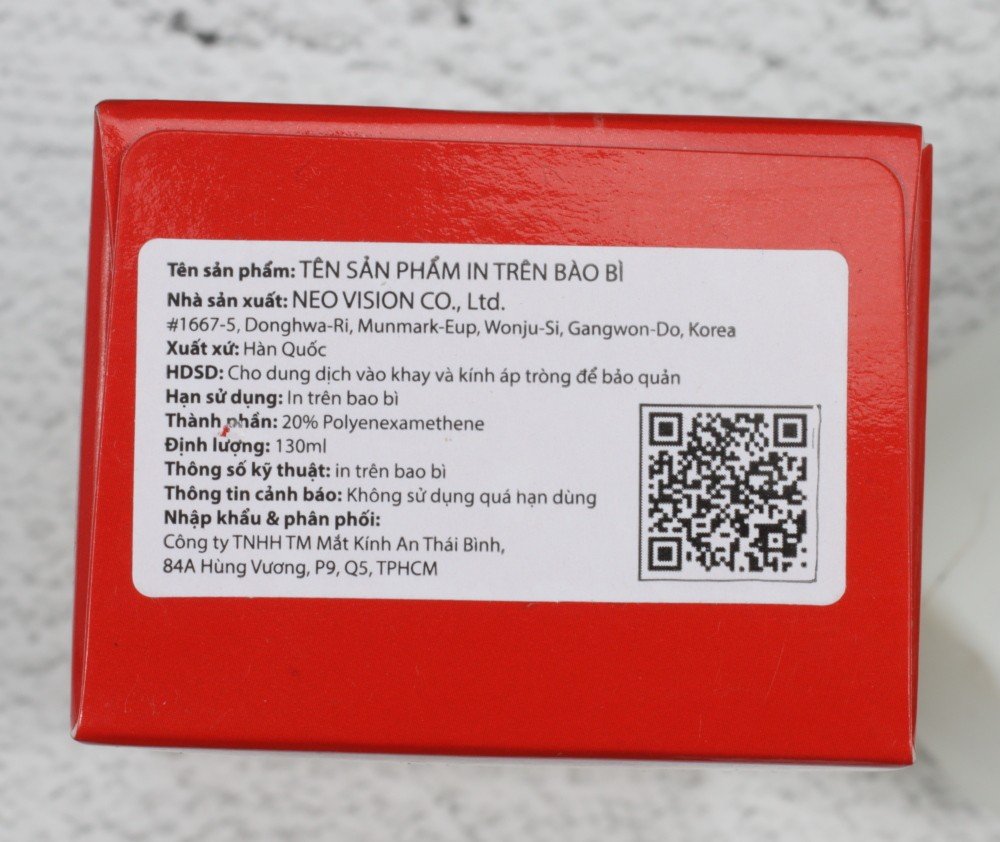 Tên sản phẩm: TÊN SẢN PHẨM IN TRÊN BÀO BÌ
Nhà sản xuất: NEO VISION CO., Ltd.
#1667-5, Donghwa-Ri, Munmark-Eup, Wonju-Si, Gangwon-Do, Korea
Xuất xứ: Hàn Quốc
HDSD: Cho dung dịch vào khay và kính áp tròng để bảo quản
Hạn sử dụng: In trên bao bì
Thành phần: 20% Polyenexamethene
Định lượng: 130ml
Thông số kỹ thuật: in trên bao bì
Thông tin cảnh báo: Không sử dụng quá hạn dùng
Nhập khẩu & phân phối:
Công ty TNHH TM Mắt Kính An Thái Bình,
84A Hùng Vương, P9, Q5, TPHCM